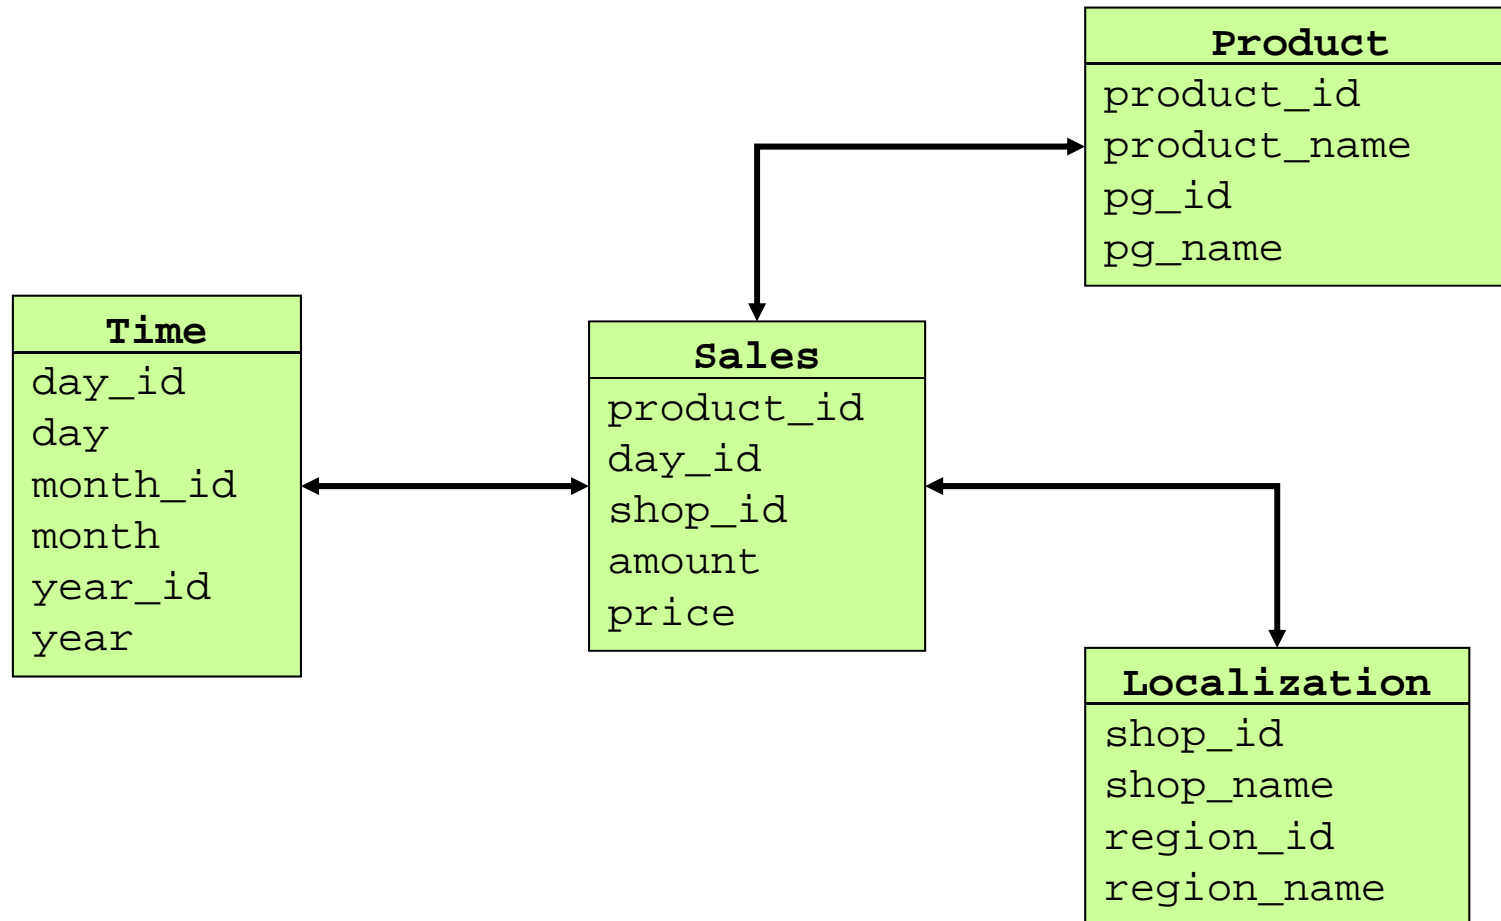 Product
product_id
product_name
pg_id
pg_name
Time
day_id
day
month_id
month
year_id
year
Sales
product_id
day_id
shop_id
amount
price
Localization
shop_id
shop_name
region_id
region_name